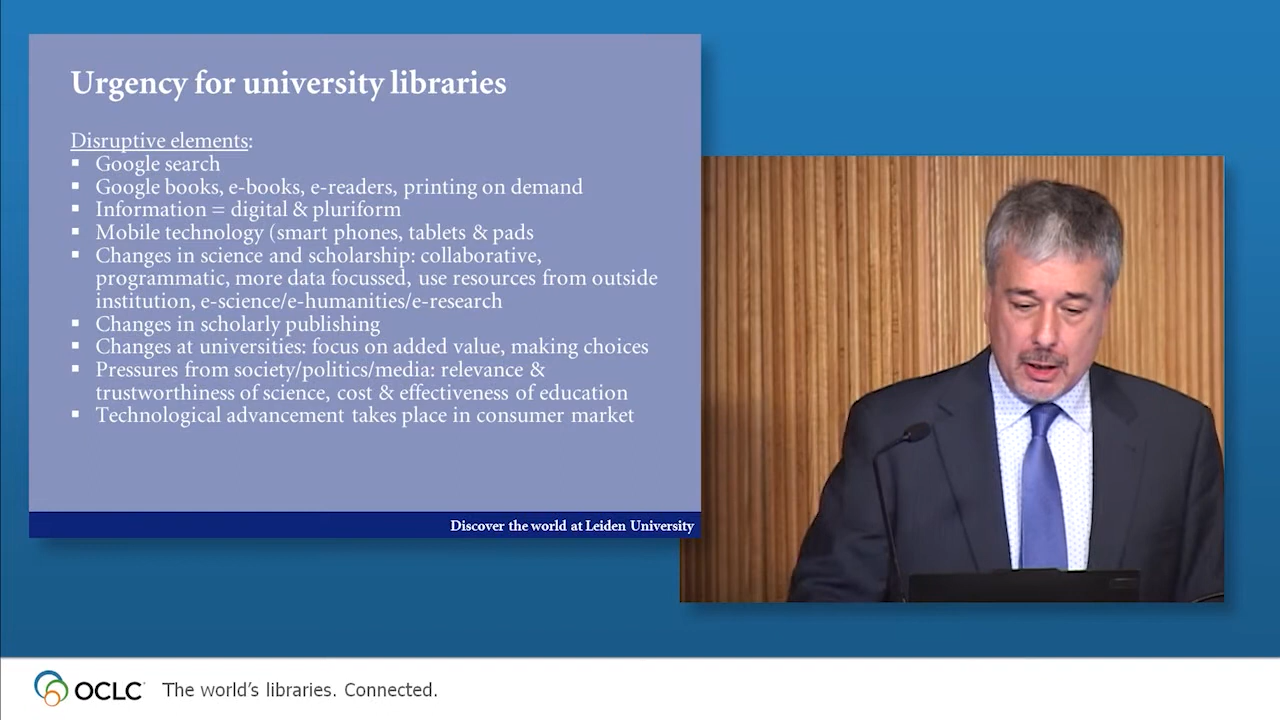 Urgency for university libraries
Disruptive elements:
▪ Google search
▪ Google books, e-books, e-readers, printing on demand
▪ Information = digital & pluriform
▪ Mobile technology (smart phones, tablets & pads
▪ Changes in science and scholarship: collaborative,
programmatic, more data focussed, use resources from outside
institution, e-science/e-humanities/e-research
▪ Changes in scholarly publishing
▪ Changes at universities: focus on added value, making choices
▪ Pressures from society/politics/media: relevance &
trustworthiness of science, cost & effectiveness of education
▪ Technological advancement takes place in consumer market
Discover the world at Leiden University
OCLC The world's libraries. Connected.